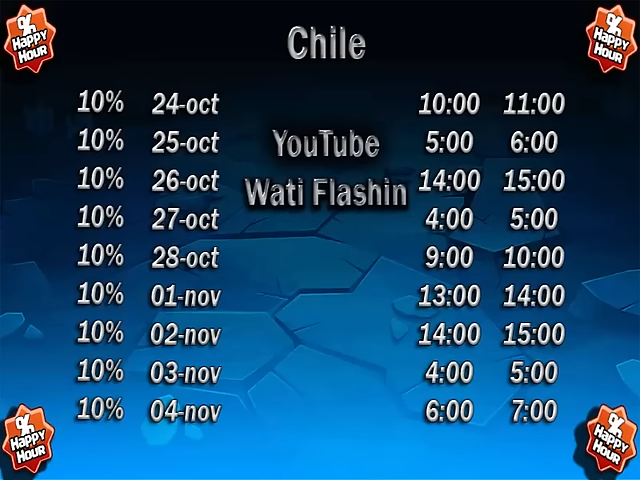 % HAPPY HOUR
% HAPPY HOUR
Chile
10% 24-oct 10:00 11:00
10% 25-oct YouTube 5:00 6:00
10% 26-oct Wati Flashin 14:00 15:00
10% 27-oct 4:00 5:00
10% 28-oct 9:00 10:00
10% 01-nov 13:00 14:00
10% 02-nov 14:00 15:00
10% 03-nov 4:00 5:00
10% 04-nov 6:00 7:00
% HAPPY HOUR
% HAPPY HOUR